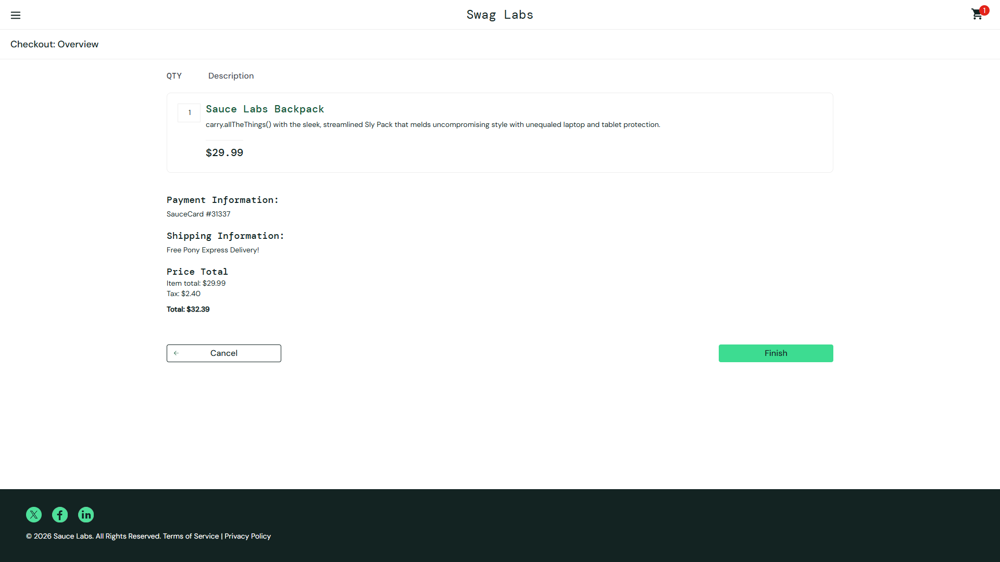 Swag Labs
1
Checkout: Overview
QTY Description
1
Sauce Labs Backpack
carry.allTheThings() with the sleek, streamlined Sly Pack that melds uncompromising style with unequaled laptop and tablet protection.
$29.99
Payment Information:
SauceCard #31337
Shipping Information:
Free Pony Express Delivery!
Price Total
Item total: $29.99
Tax: $2.40
Total: $32.39
Cancel
Finish
© 2026 Sauce Labs. All Rights Reserved. Terms of Service | Privacy Policy